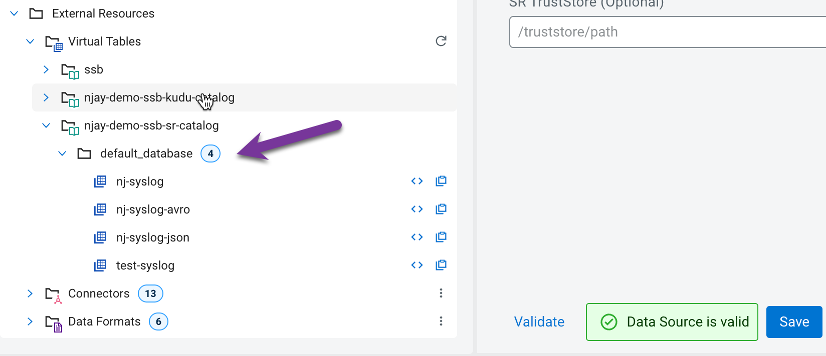 External Resources
Virtual Tables
ssb
njay-demo-ssb-kudu-catalog
njay-demo-ssb-sr-catalog
default_database 4
nj-syslog
nj-syslog-avro
nj-syslog-json
test-syslog
Connectors 13
Data Formats 6
SR TrustStore (Optional)
/truststore/path
Validate
Data Source is valid
Save